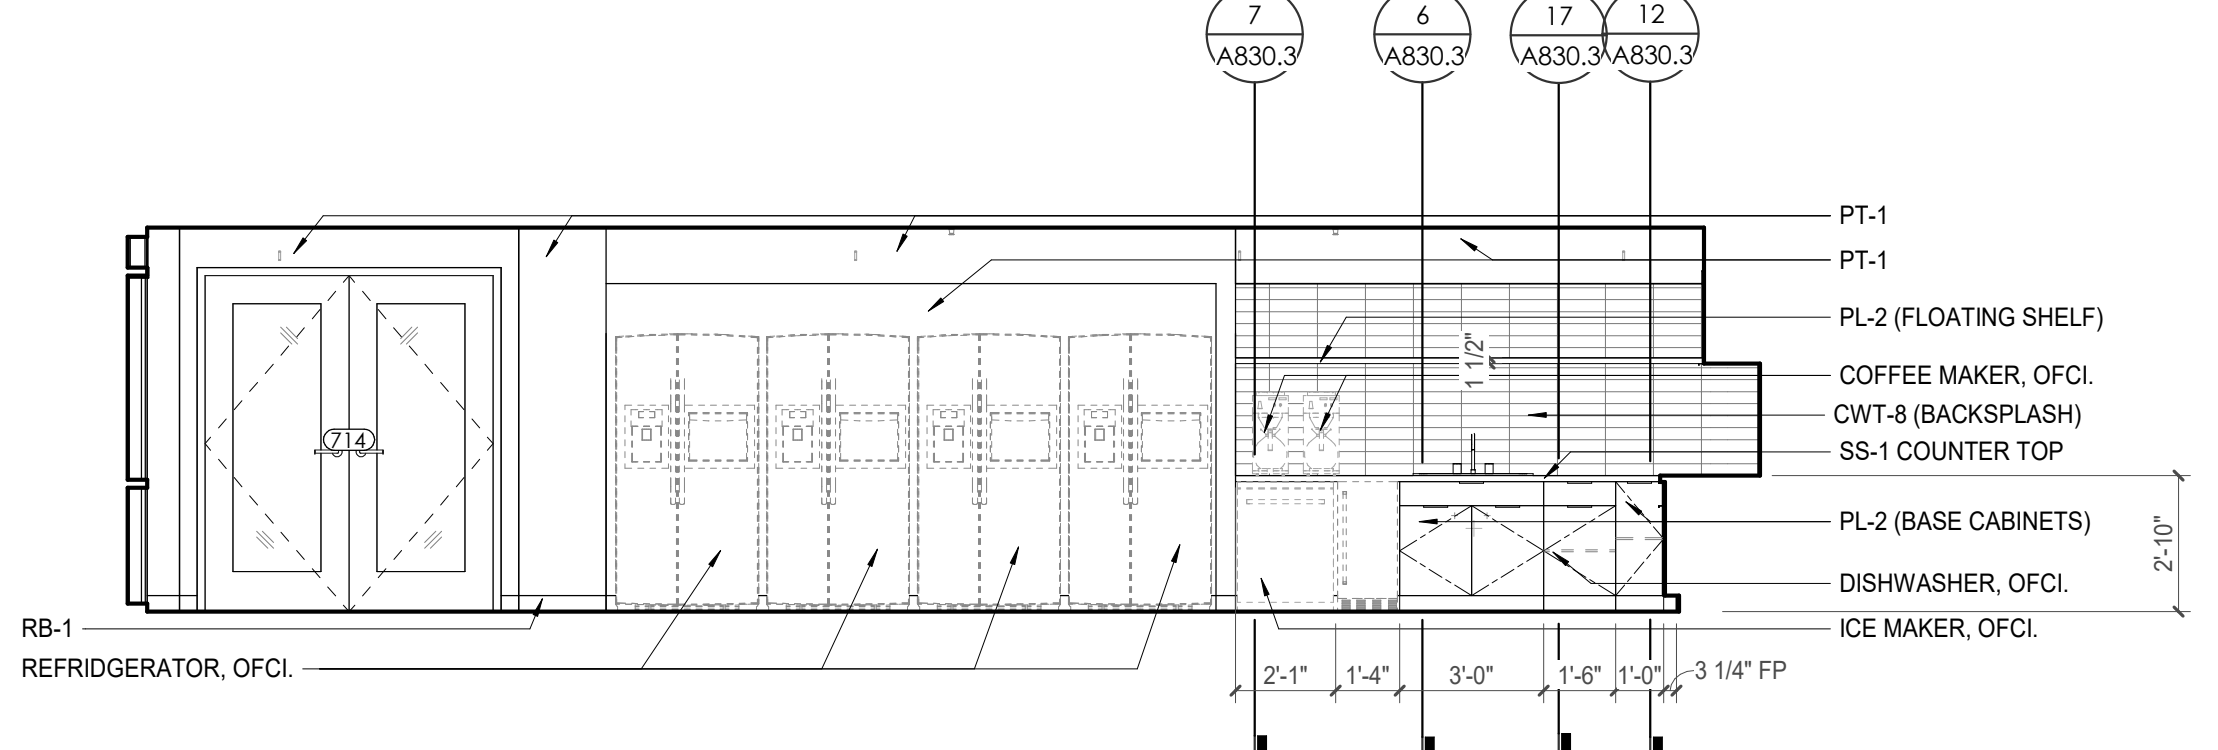 7
A830.3
6
A830.3
17
A830.3
12
A830.3
PT-1
PT-1
PL-2 (FLOATING SHELF)
1 1/2"
COFFEE MAKER, OFCI.
CWT-8 (BACKSPLASH)
714
SS-1 COUNTER TOP
PL-2 (BASE CABINETS)
2'-10"
DISHWASHER, OFCI.
RB-1
ICE MAKER, OFCI.
REFRIDGERATOR, OFCI.
2'-1"
1'-4"
3'-0"
1'-6"
1'-0"
3 1/4" FP